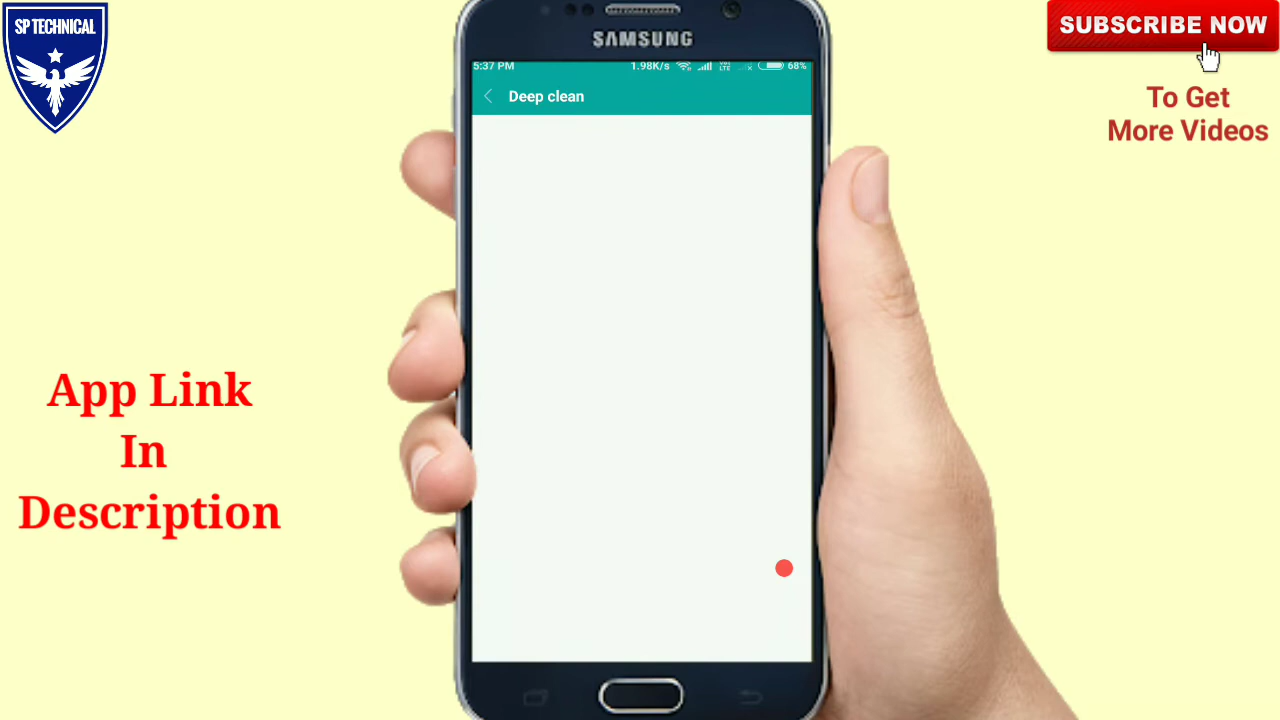 SP TECHNICAL
SUBSCRIBE NOW
To Get
More Videos
SAMSUNG
5:37 PM 1.98K/s 68%
Deep clean
App Link
In
Description